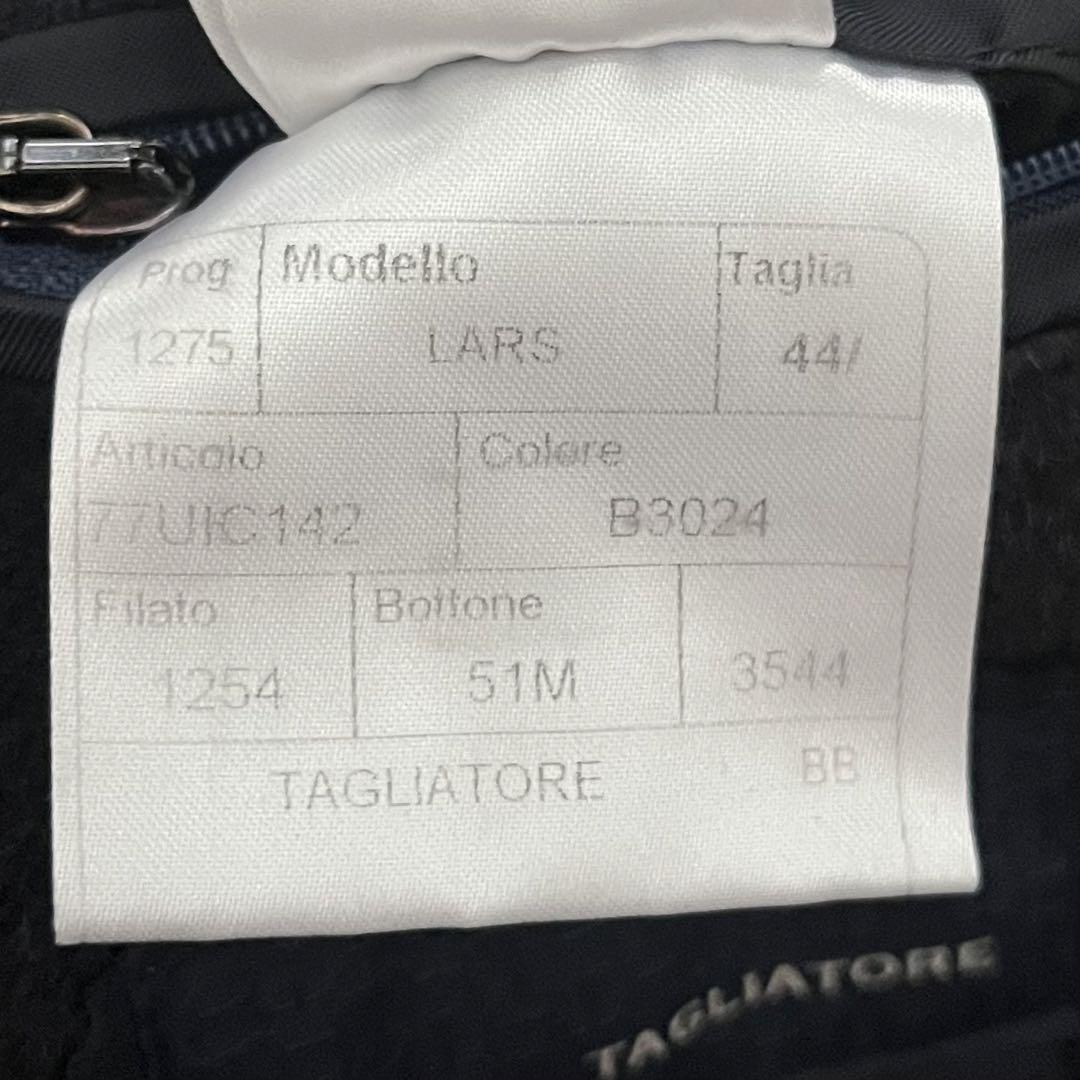 Prog Modello Taglia
1275 LARS 44/
Articolo Colore
77UIC142 B3024
Filato Bottone
1254 51M 3544
TAGLIATORE BB
TAGLIATORE